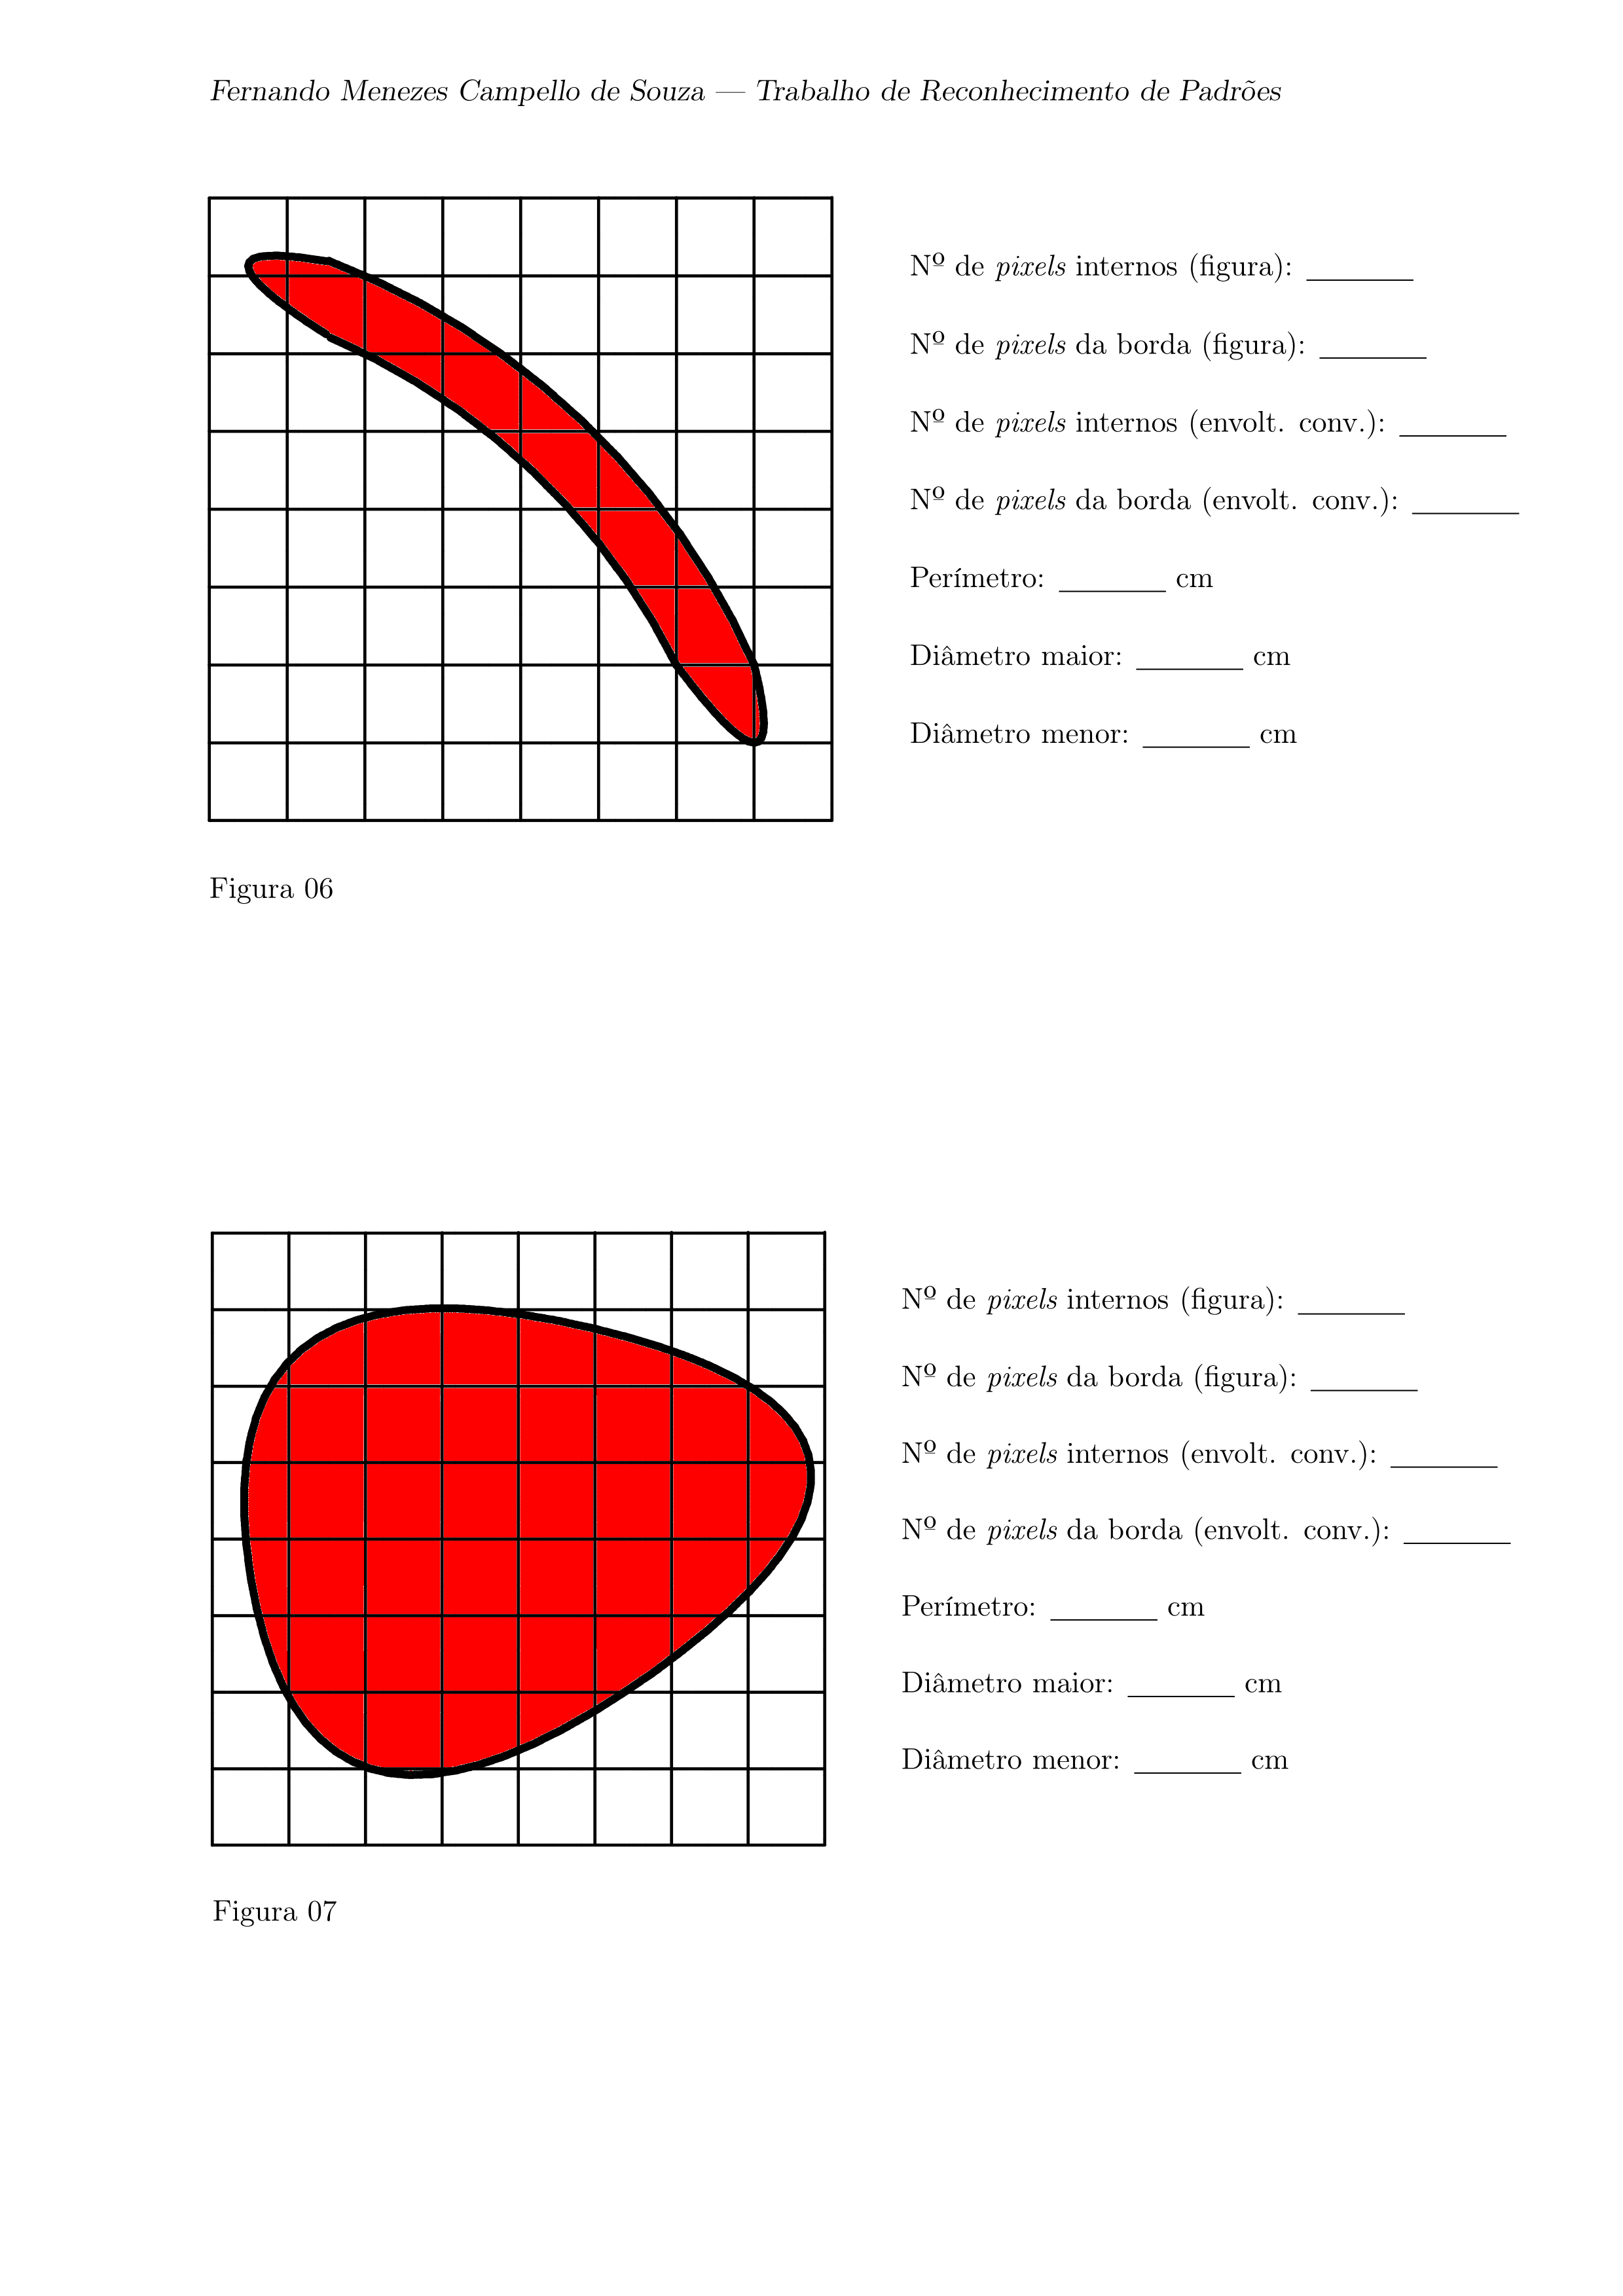 Fernando Menezes Campello de Souza — Trabalho de Reconhecimento de Padrões
Nº de pixels internos (figura): _______
Nº de pixels da borda (figura): _______
Nº de pixels internos (envolt. conv.): _______
Nº de pixels da borda (envolt. conv.): _______
Perímetro: _______ cm
Diâmetro maior: _______ cm
Diâmetro menor: _______ cm
Figura 06
Nº de pixels internos (figura): _______
Nº de pixels da borda (figura): _______
Nº de pixels internos (envolt. conv.): _______
Nº de pixels da borda (envolt. conv.): _______
Perímetro: _______ cm
Diâmetro maior: _______ cm
Diâmetro menor: _______ cm
Figura 07